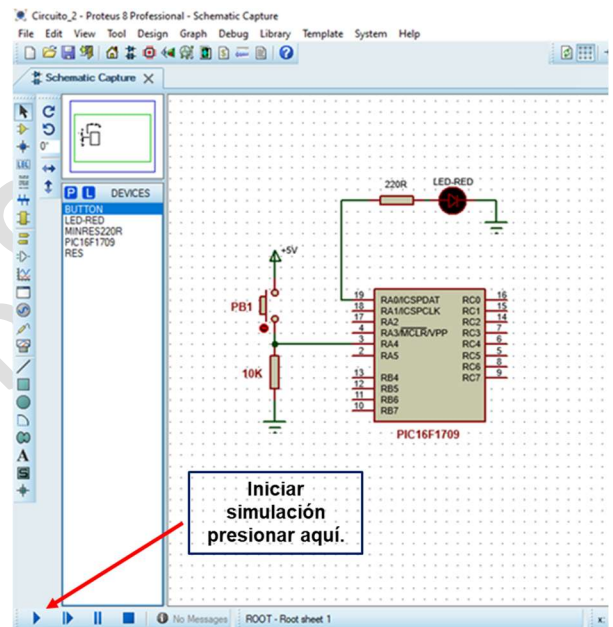 Circuito_2 - Proteus 8 Professional - Schematic Capture
File Edit View Tool Design Graph Debug Library Template System Help
Schematic Capture X
0°
LBL
P L DEVICES
BUTTON
LED-RED
MINRES220R
PIC16F1709
RES
A
S
220R
LED-RED
+5V
PB1
10K
19 RA0/ICSPDAT RC0 16
18 RA1/ICSPCLK RC1 15
17 RA2 RC2 14
4 RA3/MCLR/VPP RC3 7
3 RA4 RC4 6
2 RA5 RC5 5
RC6 8
13 RB4 RC7 9
12 RB5
11 RB6
10 RB7
PIC16F1709
Iniciar
simulación
presionar aquí.
No Messages ROOT - Root sheet 1 x: